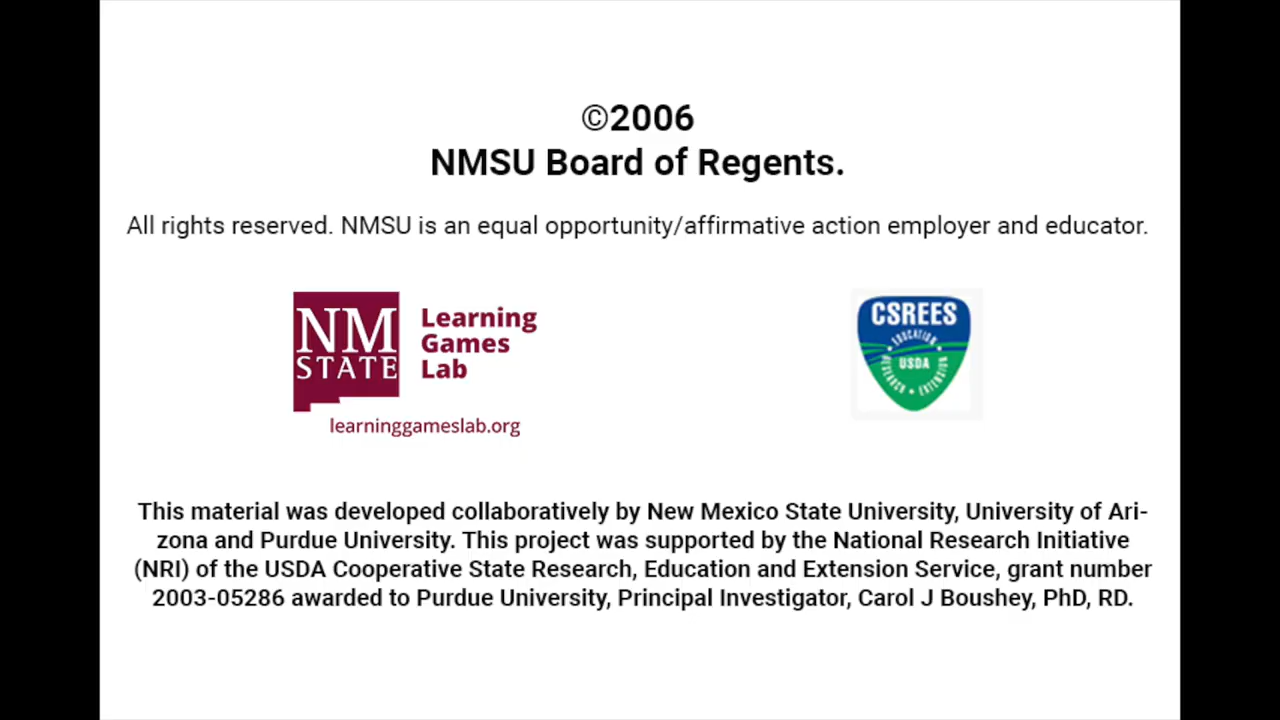 ©2006
NMSU Board of Regents.
All rights reserved. NMSU is an equal opportunity/affirmative action employer and educator.
NM
STATE
Learning
Games
Lab
learninggameslab.org
CSREES
EDUCATION
USDA
RESEARCH • EXTENSION
This material was developed collaboratively by New Mexico State University, University of Ari-
zona and Purdue University. This project was supported by the National Research Initiative
(NRI) of the USDA Cooperative State Research, Education and Extension Service, grant number
2003-05286 awarded to Purdue University, Principal Investigator, Carol J Boushey, PhD, RD.